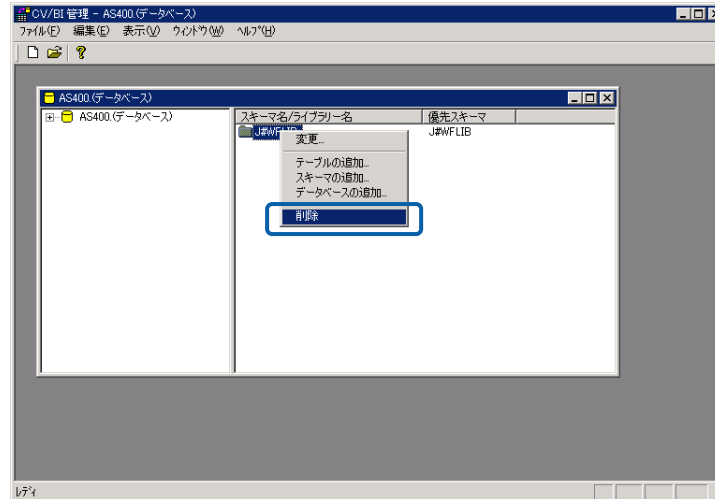 CV/BI 管理 - AS400.(データベース)
ファイル(F) 編集(E) 表示(V) ウィンドウ(W) ヘルプ(H)
AS400.(データベース)
AS400.(データベース)
スキーマ名/ライブラリー名 優先スキーマ
J#WFLIB J#WFLIB
変更...
テーブルの追加...
スキーマの追加...
データベースの追加...
削除
レディ